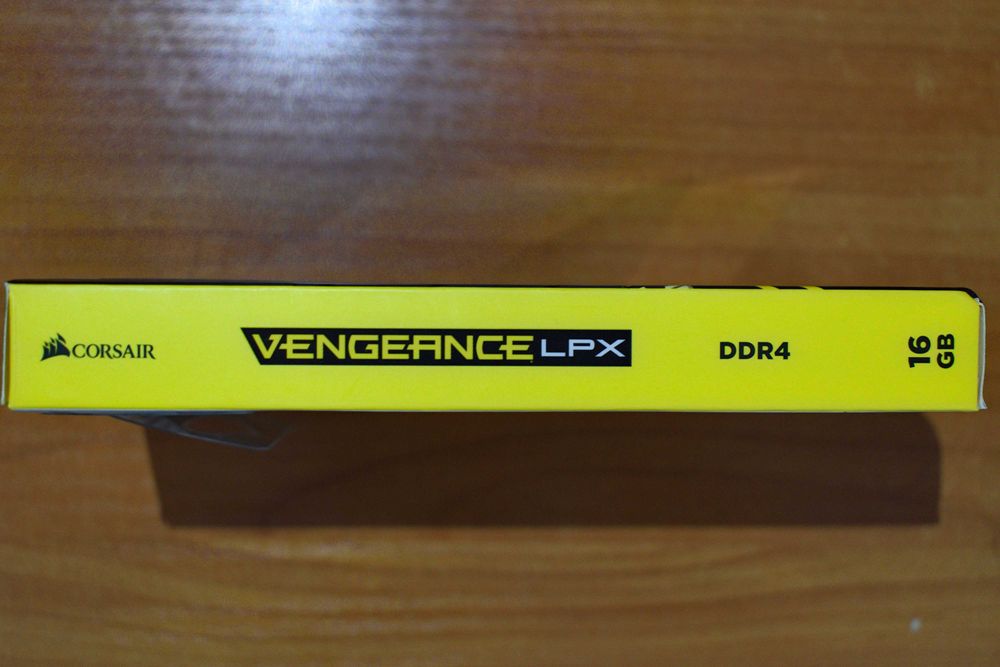 CORSAIR
VENGEANCE LPX
DDR4
16
GB